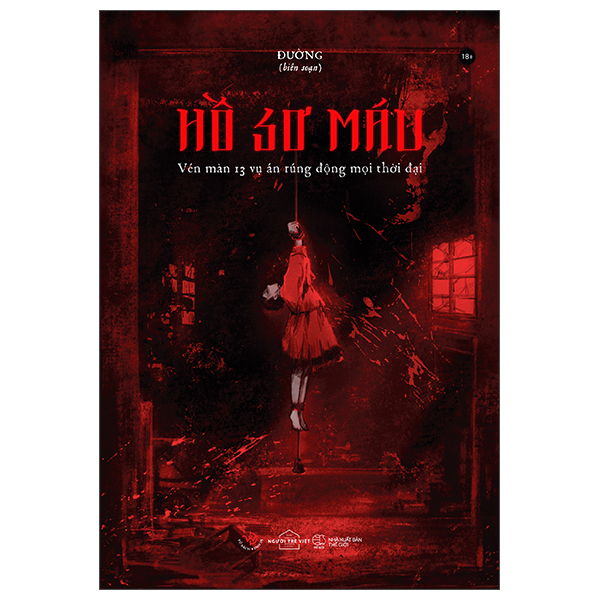 ĐƯỜNG
(biên soạn)
18+
HỒ SƠ MÁU
Vén màn 13 vụ án rúng động mọi thời đại
NGƯỜI THÊ VIỆT
NHÀ XUẤT BẢN
THẾ GIỚI